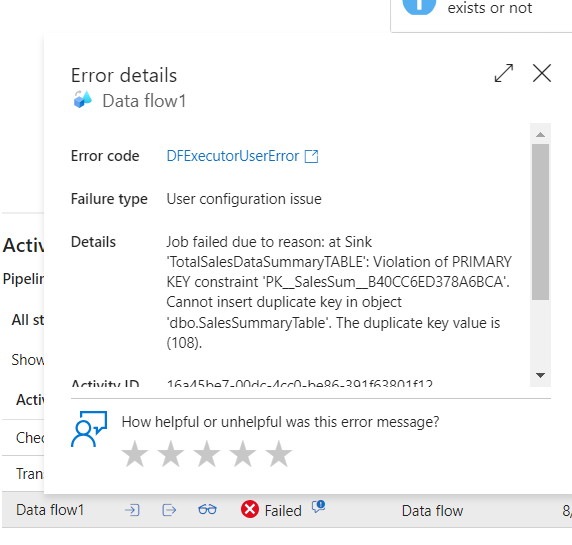 exists or not
Error details
Data flow1
Error code DFExecutorUserError
Failure type User configuration issue
Details Job failed due to reason: at Sink
'TotalSalesDataSummaryTABLE': Violation of PRIMARY
KEY constraint 'PK__SalesSum__B40CC6ED378A6BCA'.
Cannot insert duplicate key in object
'dbo.SalesSummaryTable'. The duplicate key value is
(108).
Activity ID 16a45be7-00dc-4cc0-be86-391f63801f12
How helpful or unhelpful was this error message?
Activ
Pipelin
All st
Show
Activ
Chec
Trans
Data flow1 Failed Data flow 8/